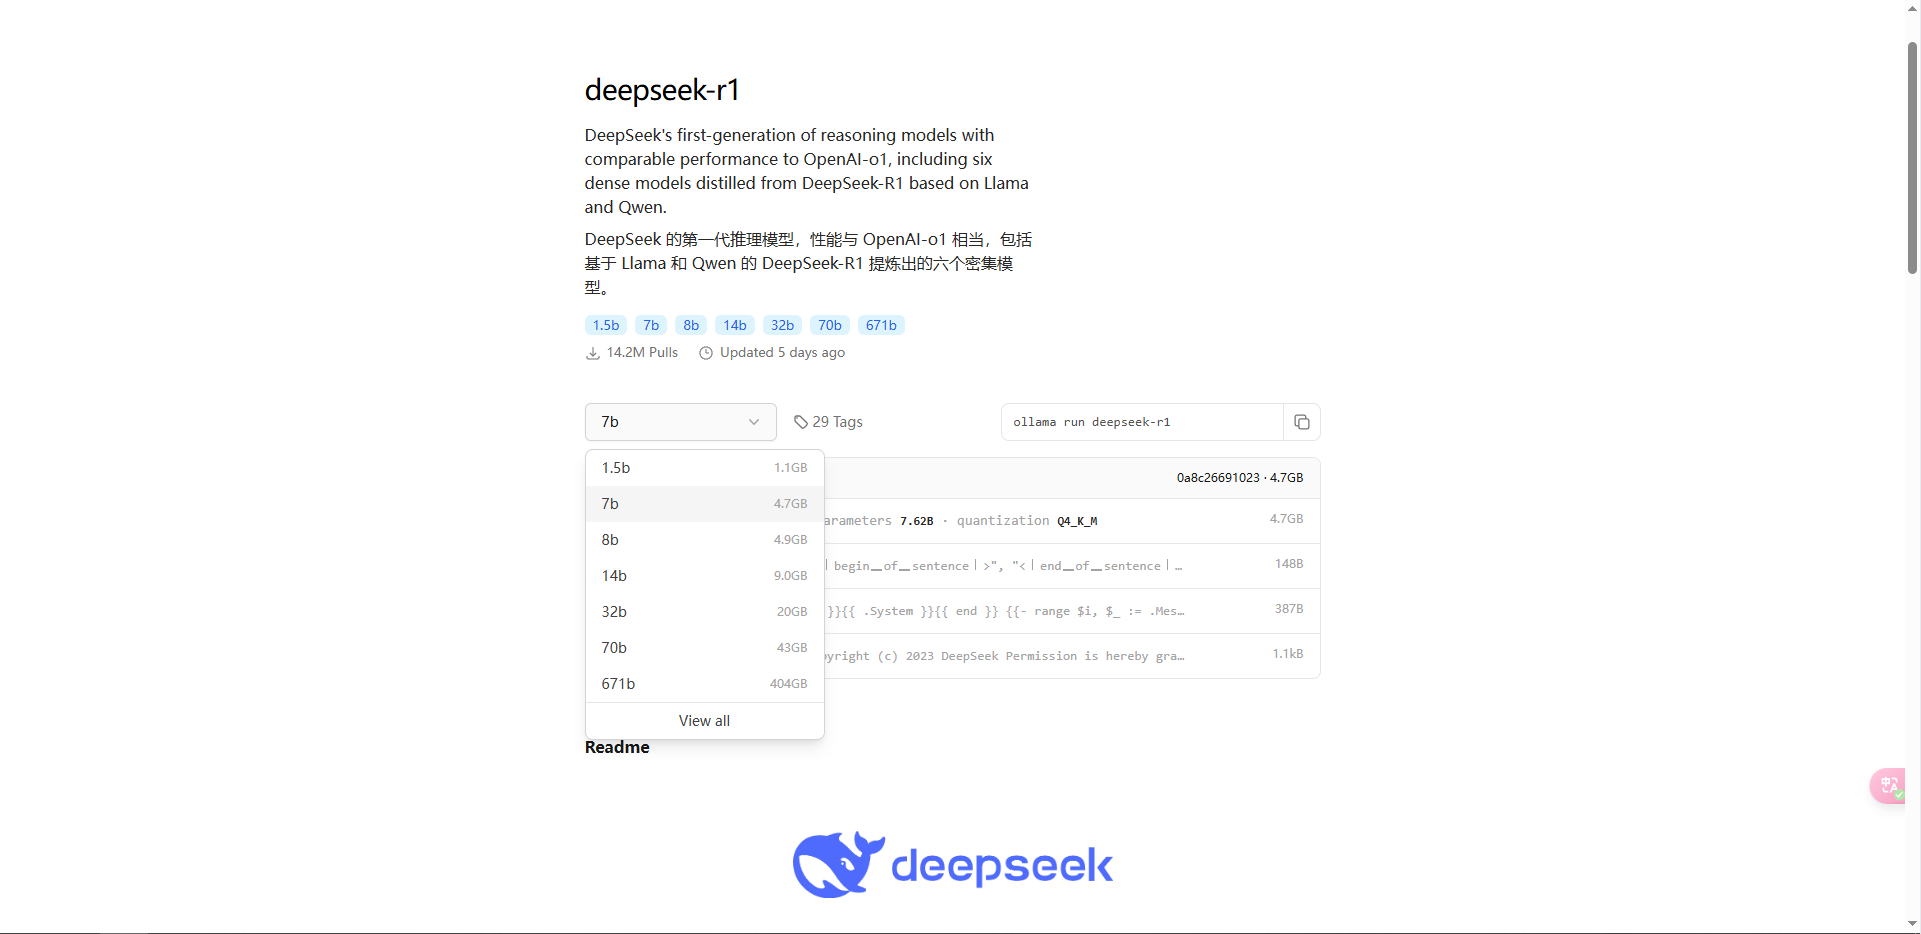 deepseek-r1
DeepSeek's first-generation of reasoning models with
comparable performance to OpenAI-o1, including six
dense models distilled from DeepSeek-R1 based on Llama
and Qwen.
DeepSeek 的第一代推理模型，性能与 OpenAI-o1 相当，包括
基于 Llama 和 Qwen 的 DeepSeek-R1 提炼出的六个密集模
型。
1.5b 7b 8b 14b 32b 70b 671b
14.2M Pulls Updated 5 days ago
7b 29 Tags ollama run deepseek-r1
1.5b 1.1GB
0a8c26691023 · 4.7GB
7b 4.7GB
arameters 7.62B · quantization Q4_K_M 4.7GB
8b 4.9GB
begin▁of▁sentence｜>", "<｜end▁of▁sentence｜… 148B
14b 9.0GB
32b 20GB
}}{{ .System }}{{ end }} {{- range $i, $_ := .Mes… 387B
70b 43GB
yright (c) 2023 DeepSeek Permission is hereby gra… 1.1kB
671b 404GB
View all
Readme
deepseek